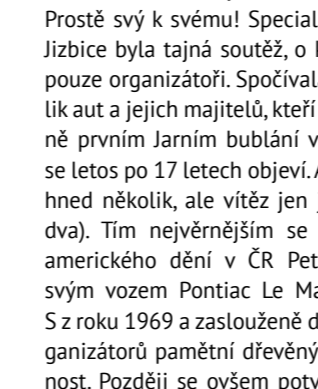 Prostě svý k svému! Special
Jizbice byla tajná soutěž, o
pouze organizátoři. Spočíval
lik aut a jejich majitelů, kteří
ně prvním Jarním bublání v
se letos po 17 letech objeví.
hned několik, ale vítěz jen
dva). Tím nejvěrnějším se
amerického dění v ČR Pet
svým vozem Pontiac Le Ma
S z roku 1969 a zaslouženě d
ganizátorů pamětní dřevěný
nost. Později se ovšem potv